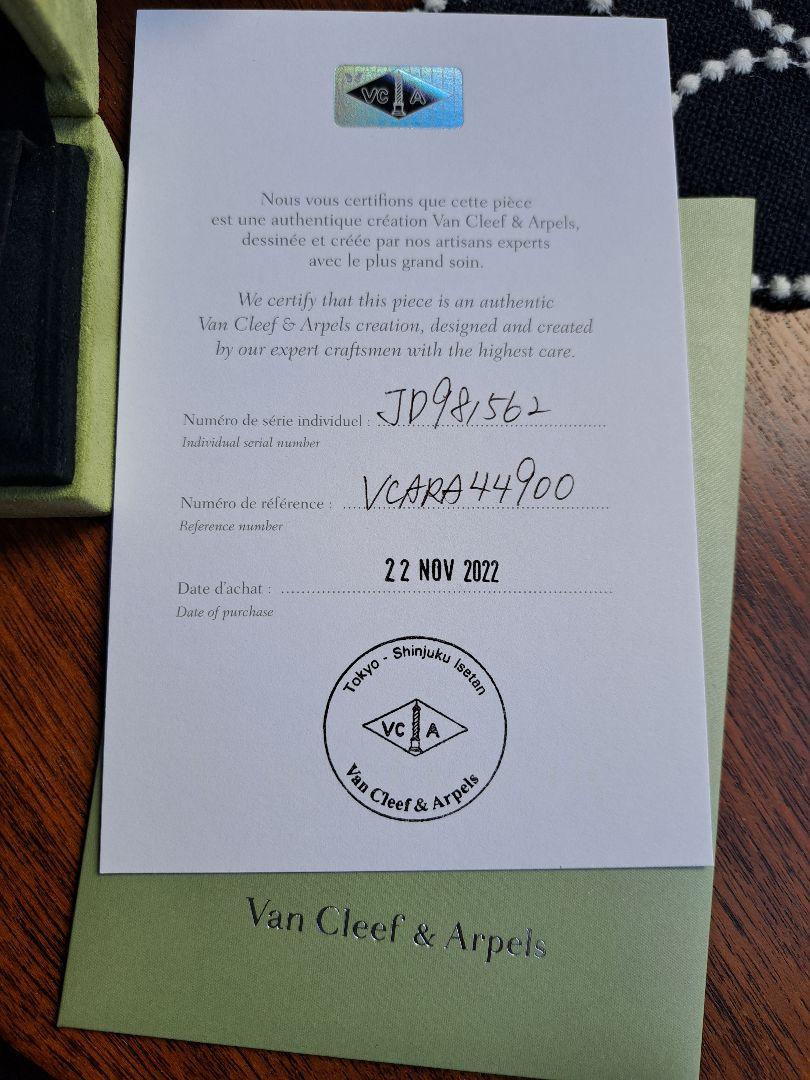 VC A
Nous vous certifions que cette pièce
est une authentique création Van Cleef & Arpels,
dessinée et créée par nos artisans experts
avec le plus grand soin.
We certify that this piece is an authentic
Van Cleef & Arpels creation, designed and created
by our expert craftsmen with the highest care.
Numéro de série individuel : JD981562
Individual serial number
Numéro de référence : VCARA44900
Reference number
Date d'achat : 22 NOV 2022
Date of purchase
Tokyo - Shinjuku Isetan
VC A
Van Cleef & Arpels
Van Cleef & Arpels